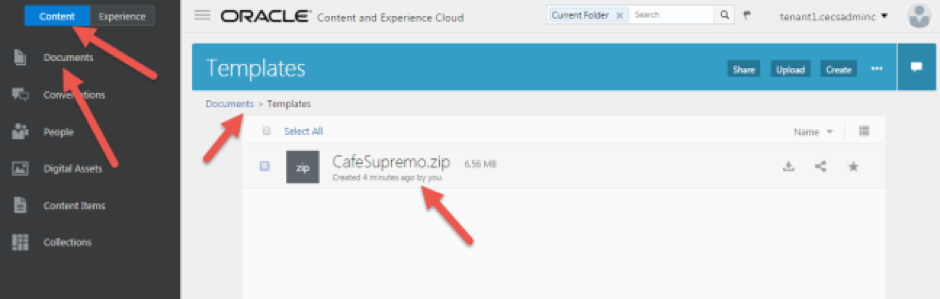 Content Experience
ORACLE® Content and Experience Cloud
Current Folder x Search
tenant1.cecsadminc
Documents
Conversations
People
Digital Assets
Content Items
Collections
Templates
Share Upload Create ...
Documents > Templates
Select All
Name
zip
CafeSupremo.zip 6.56 MB
Created 4 minutes ago by you